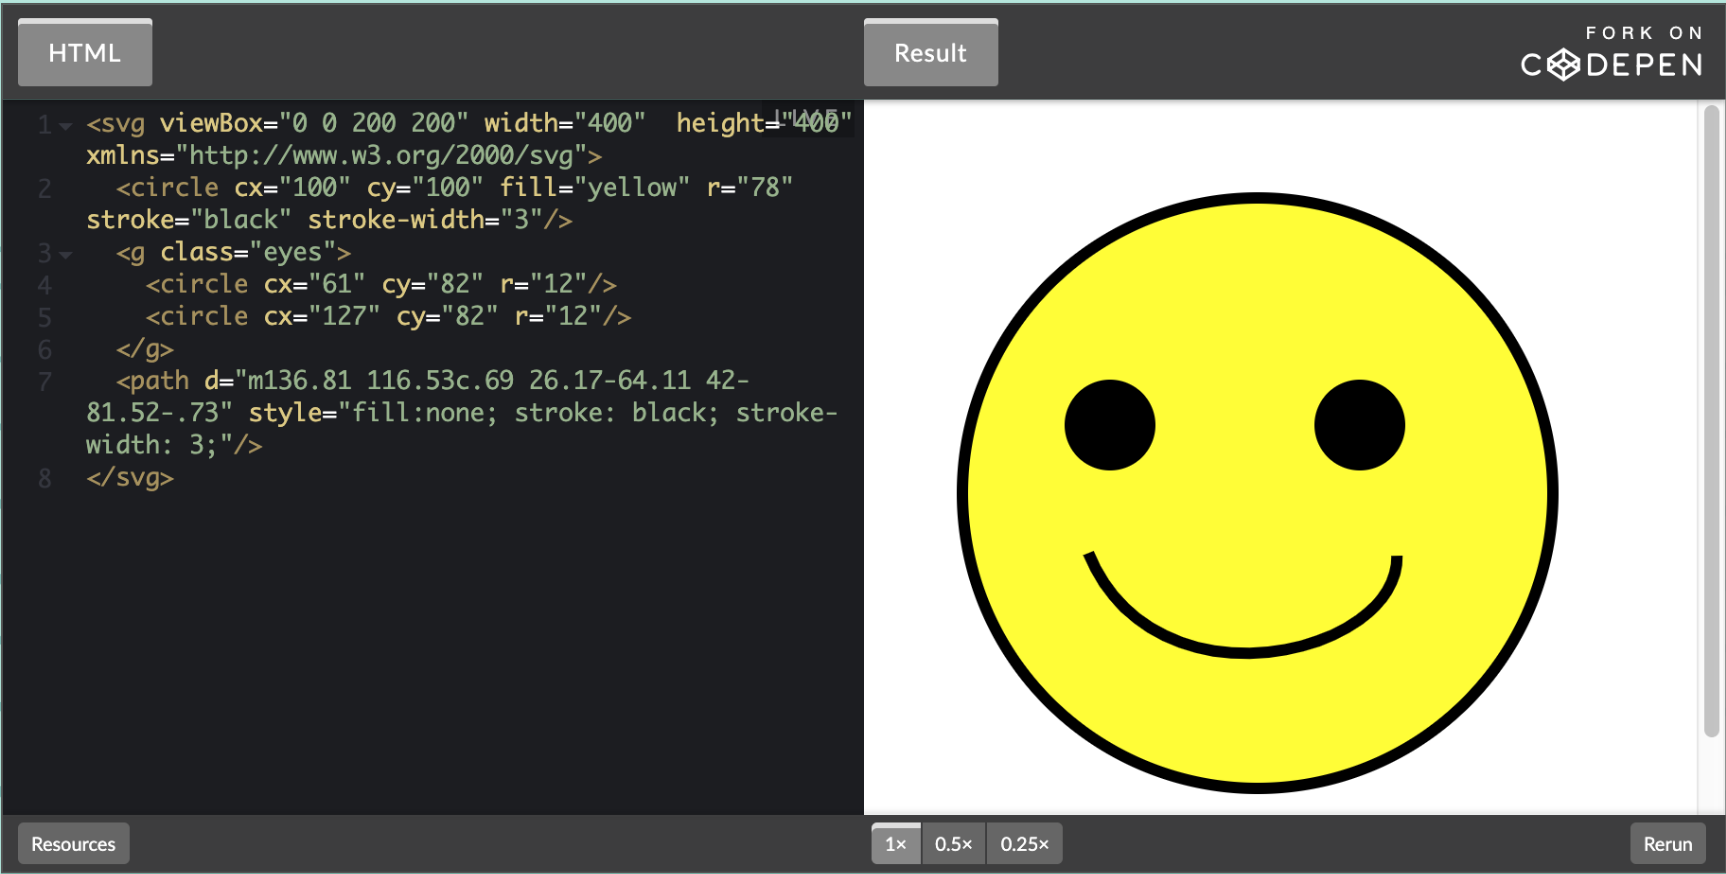 HTML
Result
FORK ON
CODEPEN
1 <svg viewBox="0 0 200 200" width="400"  height="400"
xmlns="http://www.w3.org/2000/svg">
2   <circle cx="100" cy="100" fill="yellow" r="78"
stroke="black" stroke-width="3"/>
3   <g class="eyes">
4     <circle cx="61" cy="82" r="12"/>
5     <circle cx="127" cy="82" r="12"/>
6   </g>
7   <path d="m136.81 116.53c.69 26.17-64.11 42-
81.52-.73" style="fill:none; stroke: black; stroke-
width: 3;"/>
8 </svg>
Resources
1×
0.5×
0.25×
Rerun